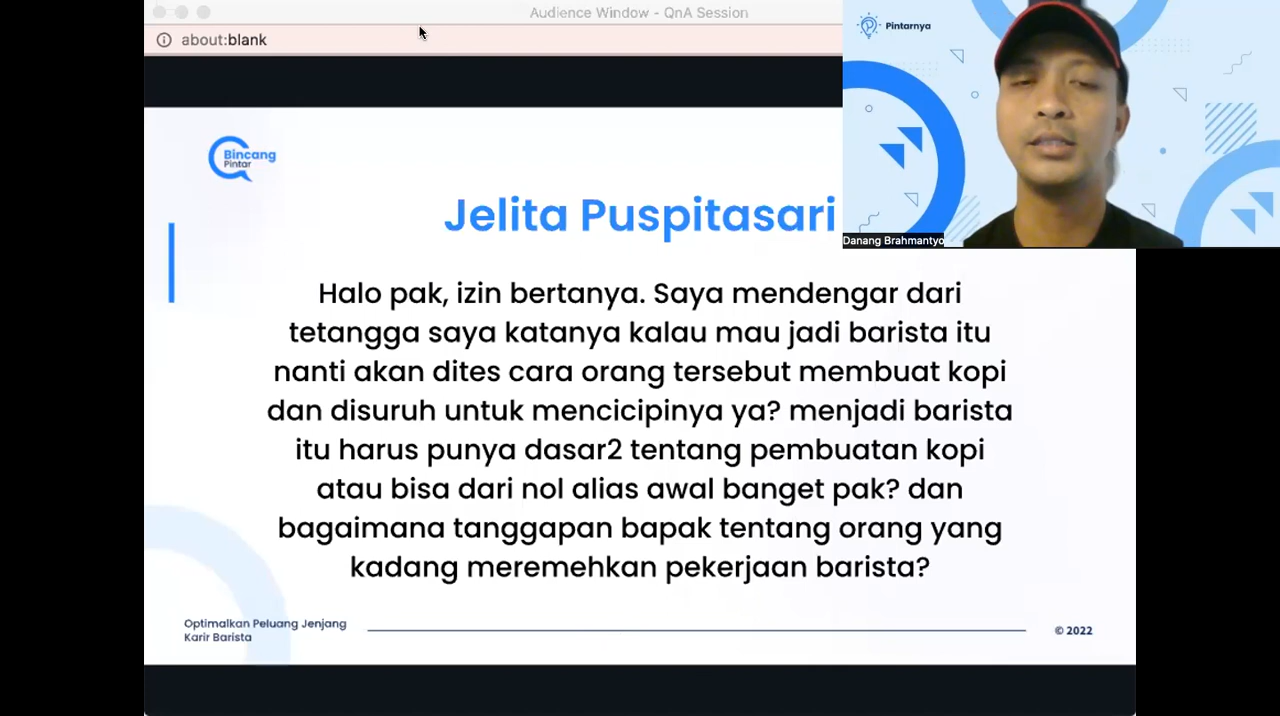 Audience Window - QnA Session
about:blank
Pintarnya
Bincang
Pintar
Jelita Puspitasari
Danang Brahmantyo
Halo pak, izin bertanya. Saya mendengar dari
tetangga saya katanya kalau mau jadi barista itu
nanti akan dites cara orang tersebut membuat kopi
dan disuruh untuk mencicipinya ya? menjadi barista
itu harus punya dasar2 tentang pembuatan kopi
atau bisa dari nol alias awal banget pak? dan
bagaimana tanggapan bapak tentang orang yang
kadang meremehkan pekerjaan barista?
Optimalkan Peluang Jenjang
Karir Barista
© 2022